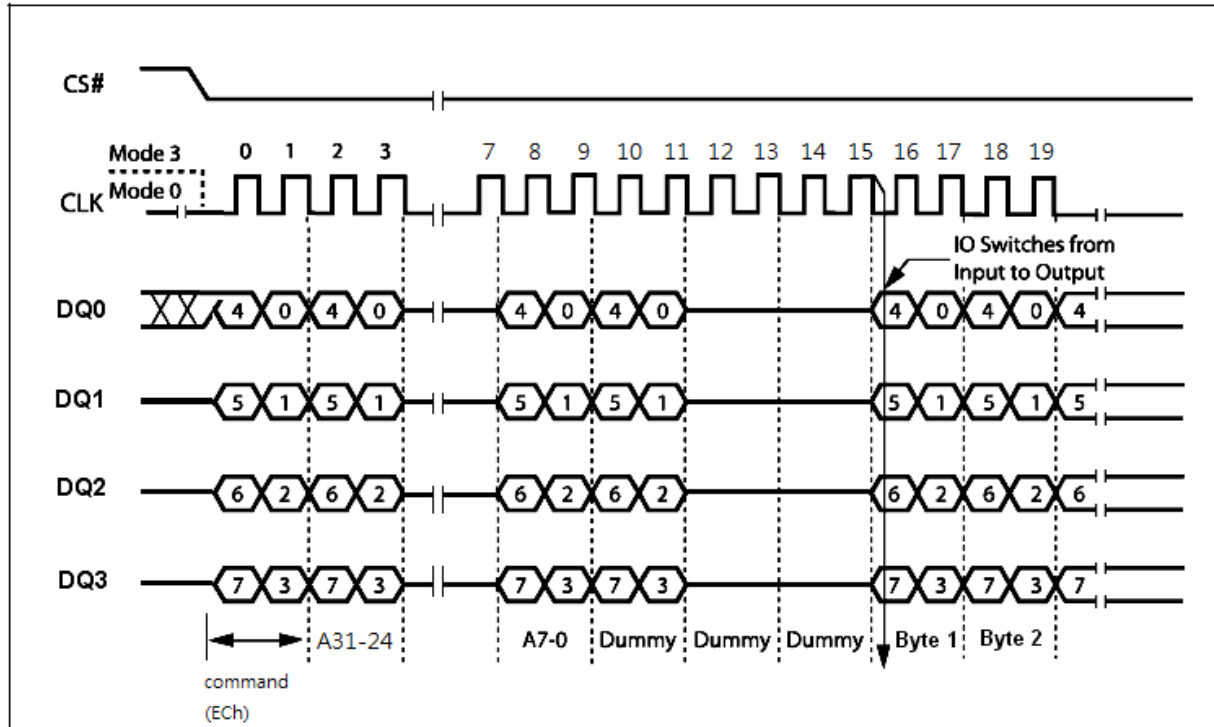 CS#
Mode 3 0 1 2 3 7 8 9 10 11 12 13 14 15 16 17 18 19
Mode 0
CLK
IO Switches from
Input to Output
DQ0 4 0 4 0 4 0 4 0 4 0 4 0 4
DQ1 5 1 5 1 5 1 5 1 5 1 5 1 5
DQ2 6 2 6 2 6 2 6 2 6 2 6 2 6
DQ3 7 3 7 3 7 3 7 3 7 3 7 3 7
A31-24 A7-0 Dummy Dummy Dummy Byte 1 Byte 2
command
(ECh)